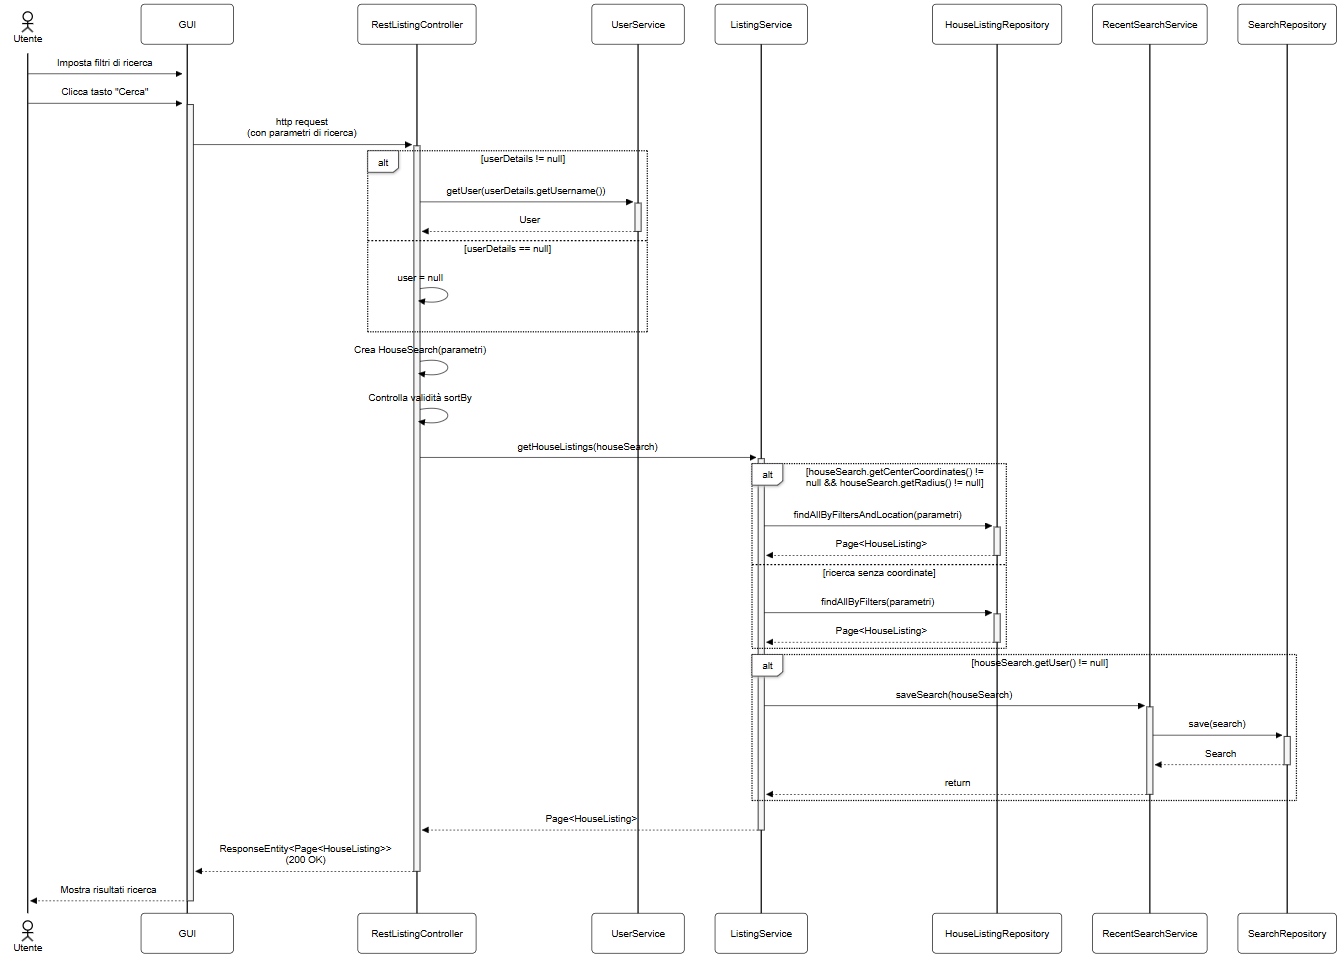 Utente
GUI
RestListingController
UserService
ListingService
HouseListingRepository
RecentSearchService
SearchRepository
Imposta filtri di ricerca
Clicca tasto "Cerca"
http request
(con parametri di ricerca)
alt
[userDetails != null]
getUser(userDetails.getUsername())
User
[userDetails == null]
user = null
Crea HouseSearch(parametri)
Controlla validità sortBy
getHouseListings(houseSearch)
alt
[houseSearch.getCenterCoordinates() !=
null && houseSearch.getRadius() != null]
findAllByFiltersAndLocation(parametri)
Page<HouseListing>
[ricerca senza coordinate]
findAllByFilters(parametri)
Page<HouseListing>
alt
[houseSearch.getUser() != null]
saveSearch(houseSearch)
save(search)
Search
return
Page<HouseListing>
ResponseEntity<Page<HouseListing>>
(200 OK)
Mostra risultati ricerca
Utente
GUI
RestListingController
UserService
ListingService
HouseListingRepository
RecentSearchService
SearchRepository